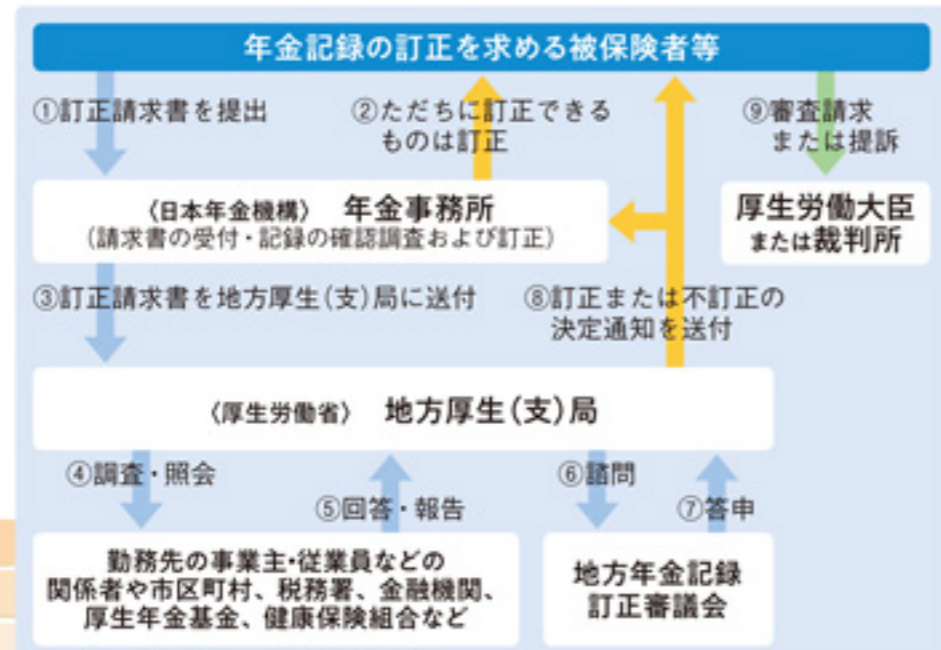 年金記録の訂正を求める被保険者等
①訂正請求書を提出
②ただちに訂正できる
ものは訂正
⑨審査請求
または提訴
〈日本年金機構〉 年金事務所
(請求書の受付・記録の確認調査および訂正)
厚生労働大臣
または裁判所
③訂正請求書を地方厚生(支)局に送付
⑧訂正または不訂正の
決定通知を送付
〈厚生労働省〉 地方厚生(支)局
④調査・照会
⑤回答・報告
⑥諮問
⑦答申
勤務先の事業主・従業員などの
関係者や市区町村、税務署、金融機関、
厚生年金基金、健康保険組合など
地方年金記録
訂正審議会